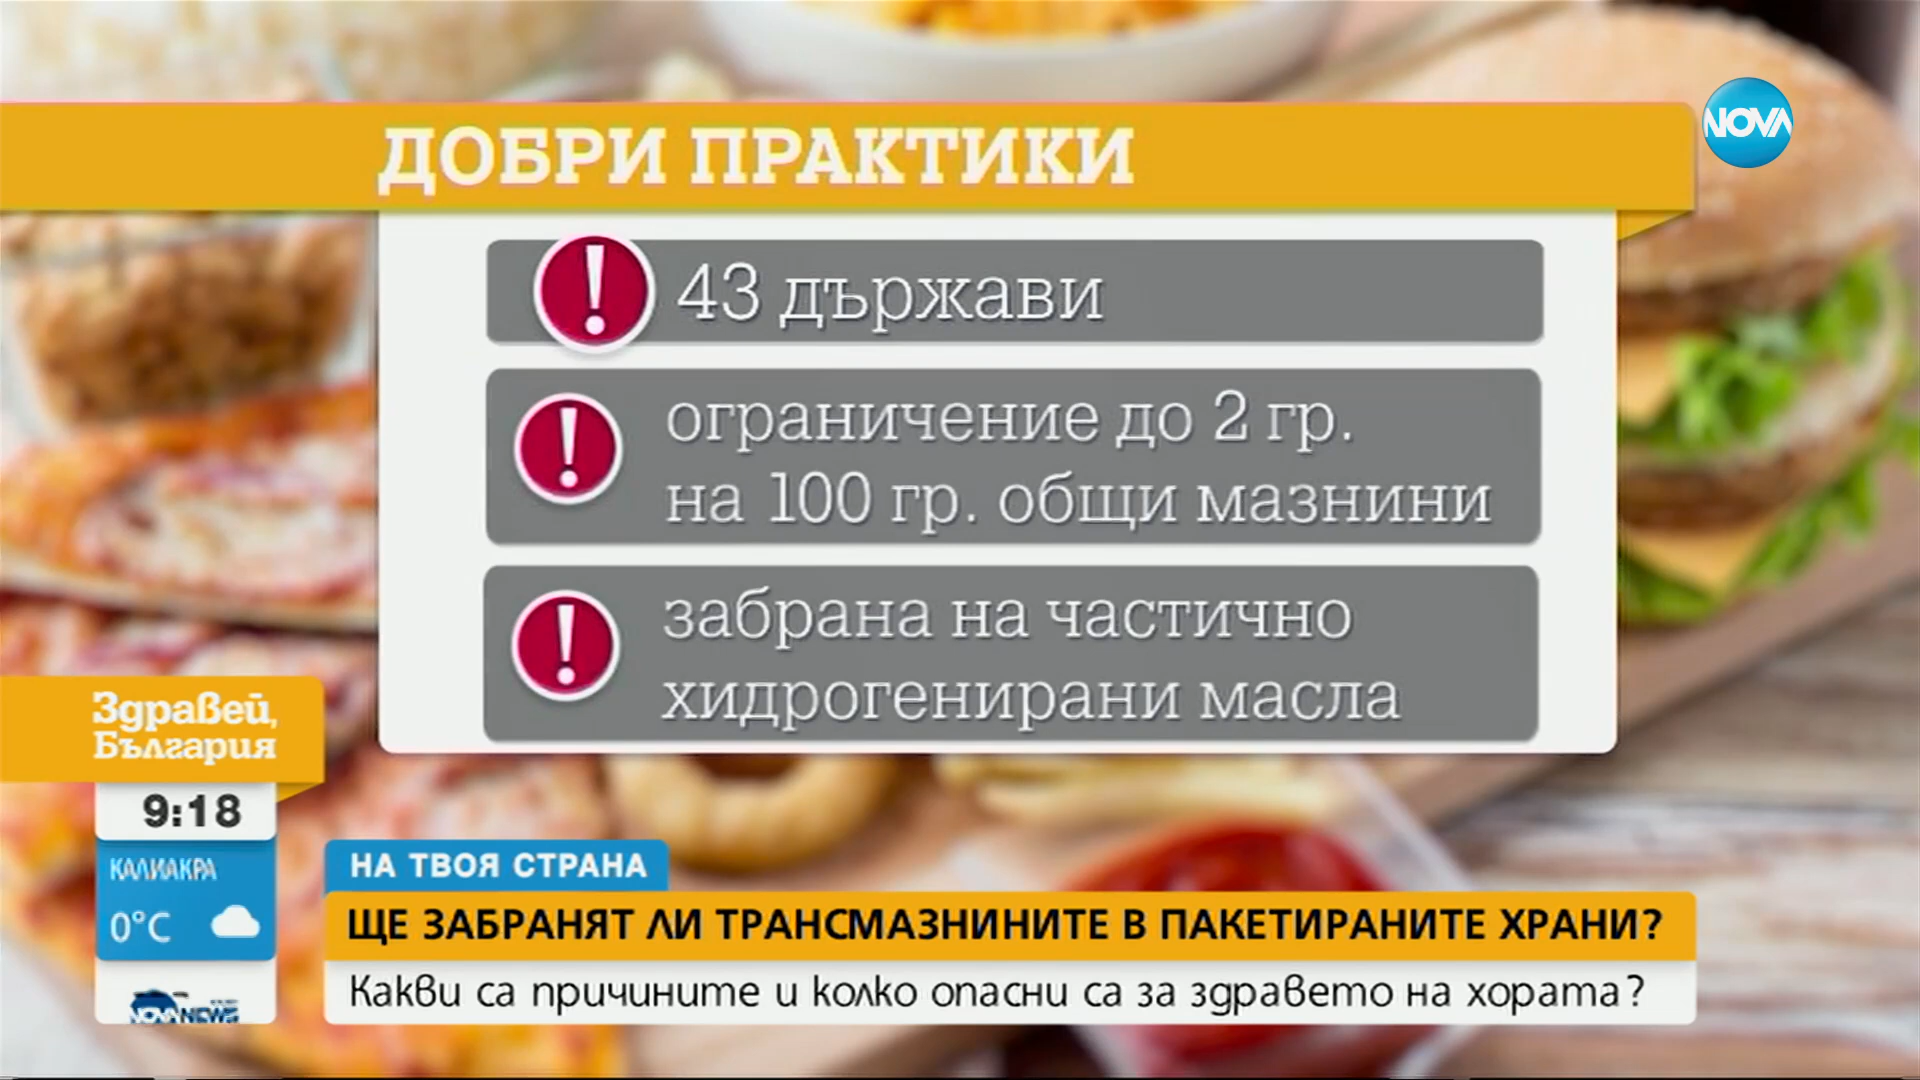 ДОБРИ ПРАКТИКИ
NOVA
43 държави
ограничение до 2 гр.
на 100 гр. общи мазнини
забрана на частично
хидрогенирани масла
Здравей,
България
9:18
КАЛИАКРА
0°C
NOVA NEWS
НА ТВОЯ СТРАНА
ЩЕ ЗАБРАНЯТ ЛИ ТРАНСМАЗНИНИТЕ В ПАКЕТИРАНИТЕ ХРАНИ?
Какви са причините и колко опасни са за здравето на хората?